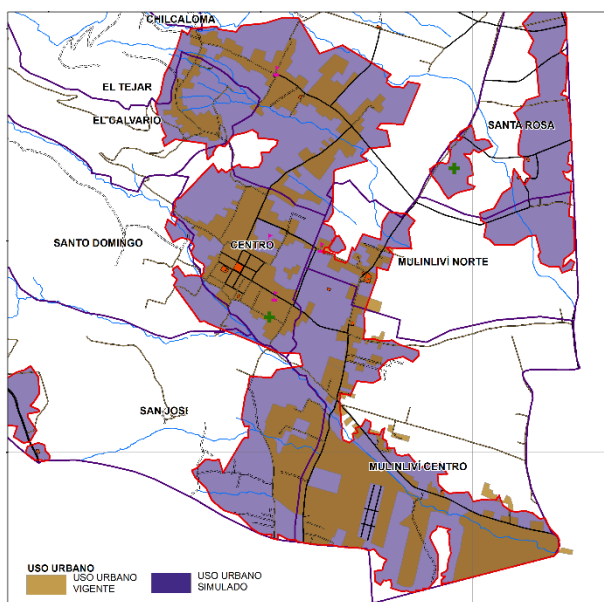 CHILCALOMA
EL TEJAR
EL CALVARIO
SANTA ROSA
SANTO DOMINGO
CENTRO
MULINLIVÍ NORTE
SAN JOSÉ
MULINLIVÍ CENTRO
USO URBANO
USO URBANO
VIGENTE
USO URBANO
SIMULADO